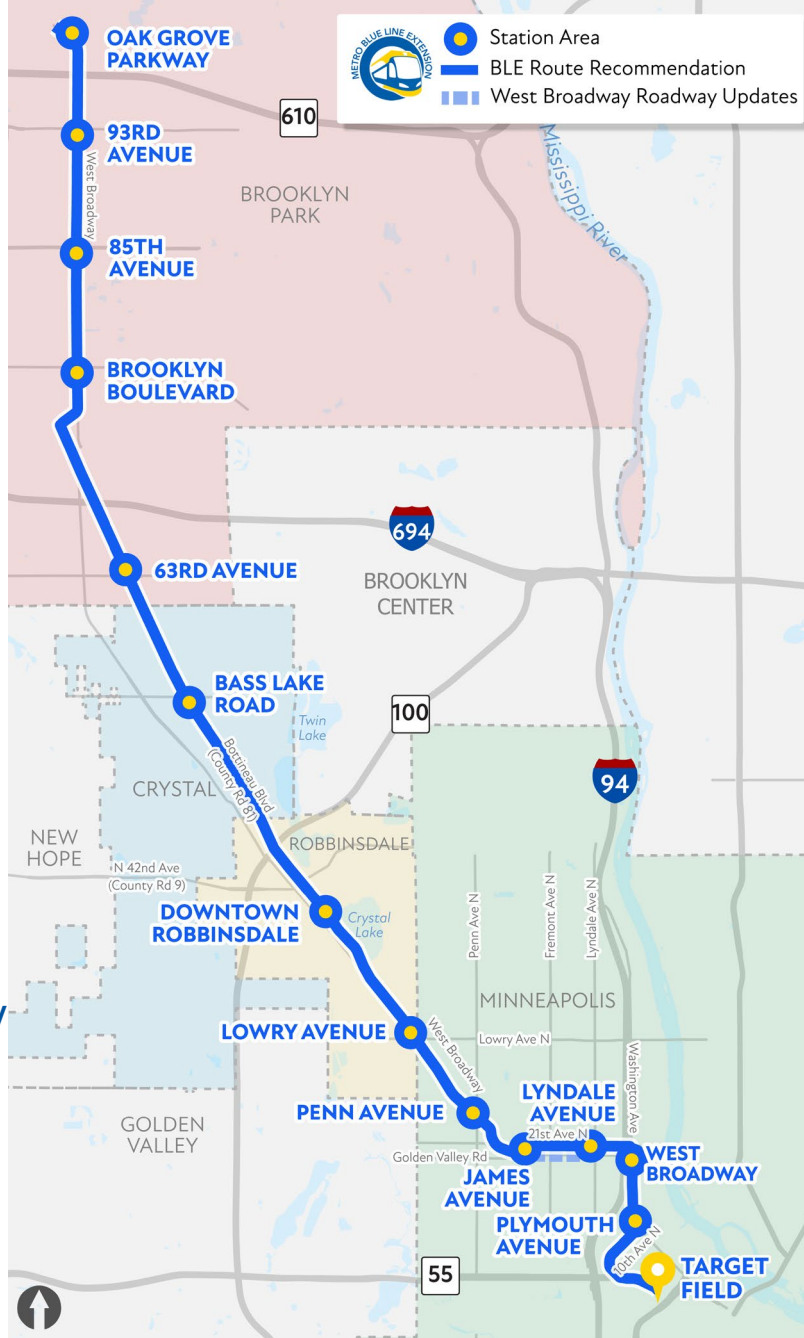 OAK GROVE
PARKWAY
METRO BLUE LINE EXTENSION
Station Area
BLE Route Recommendation
West Broadway Roadway Updates
610
93RD
AVENUE
West Broadway
BROOKLYN
PARK
Mississippi River
85TH
AVENUE
BROOKLYN
BOULEVARD
694
63RD AVENUE
BROOKLYN
CENTER
BASS LAKE
ROAD
100
Twin
Lake
Bottineau Blvd
(County Rd 81)
94
CRYSTAL
NEW
HOPE
ROBBINSDALE
N 42nd Ave
(County Rd 9)
Penn Ave N
Fremont Ave N
Lyndale Ave N
DOWNTOWN
ROBBINSDALE
Crystal
Lake
MINNEAPOLIS
LOWRY AVENUE
West Broadway
Lowry Ave N
Washington Ave
PENN AVENUE
LYNDALE
AVENUE
GOLDEN
VALLEY
21st Ave N
Golden Valley Rd
JAMES
AVENUE
WEST
BROADWAY
PLYMOUTH
AVENUE
10th Ave N
55
TARGET
FIELD